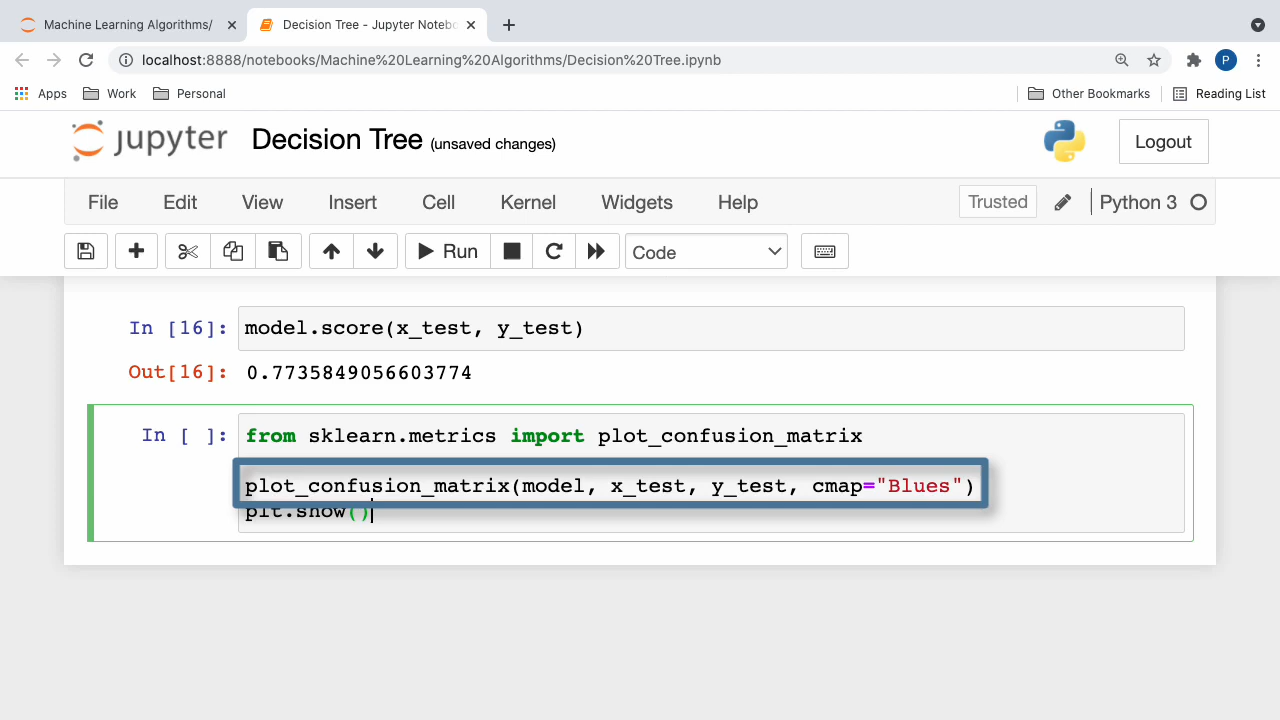 Machine Learning Algorithms/
Decision Tree - Jupyter Notebo
localhost:8888/notebooks/Machine%20Learning%20Algorithms/Decision%20Tree.ipynb
P
Apps Work Personal Other Bookmarks Reading List
jupyter Decision Tree (unsaved changes) Logout
File Edit View Insert Cell Kernel Widgets Help Trusted Python 3
Run Code
In [16]: model.score(x_test, y_test)
Out[16]: 0.7735849056603774
In [ ]: from sklearn.metrics import plot_confusion_matrix
plot_confusion_matrix(model, x_test, y_test, cmap="Blues")
plt.show()